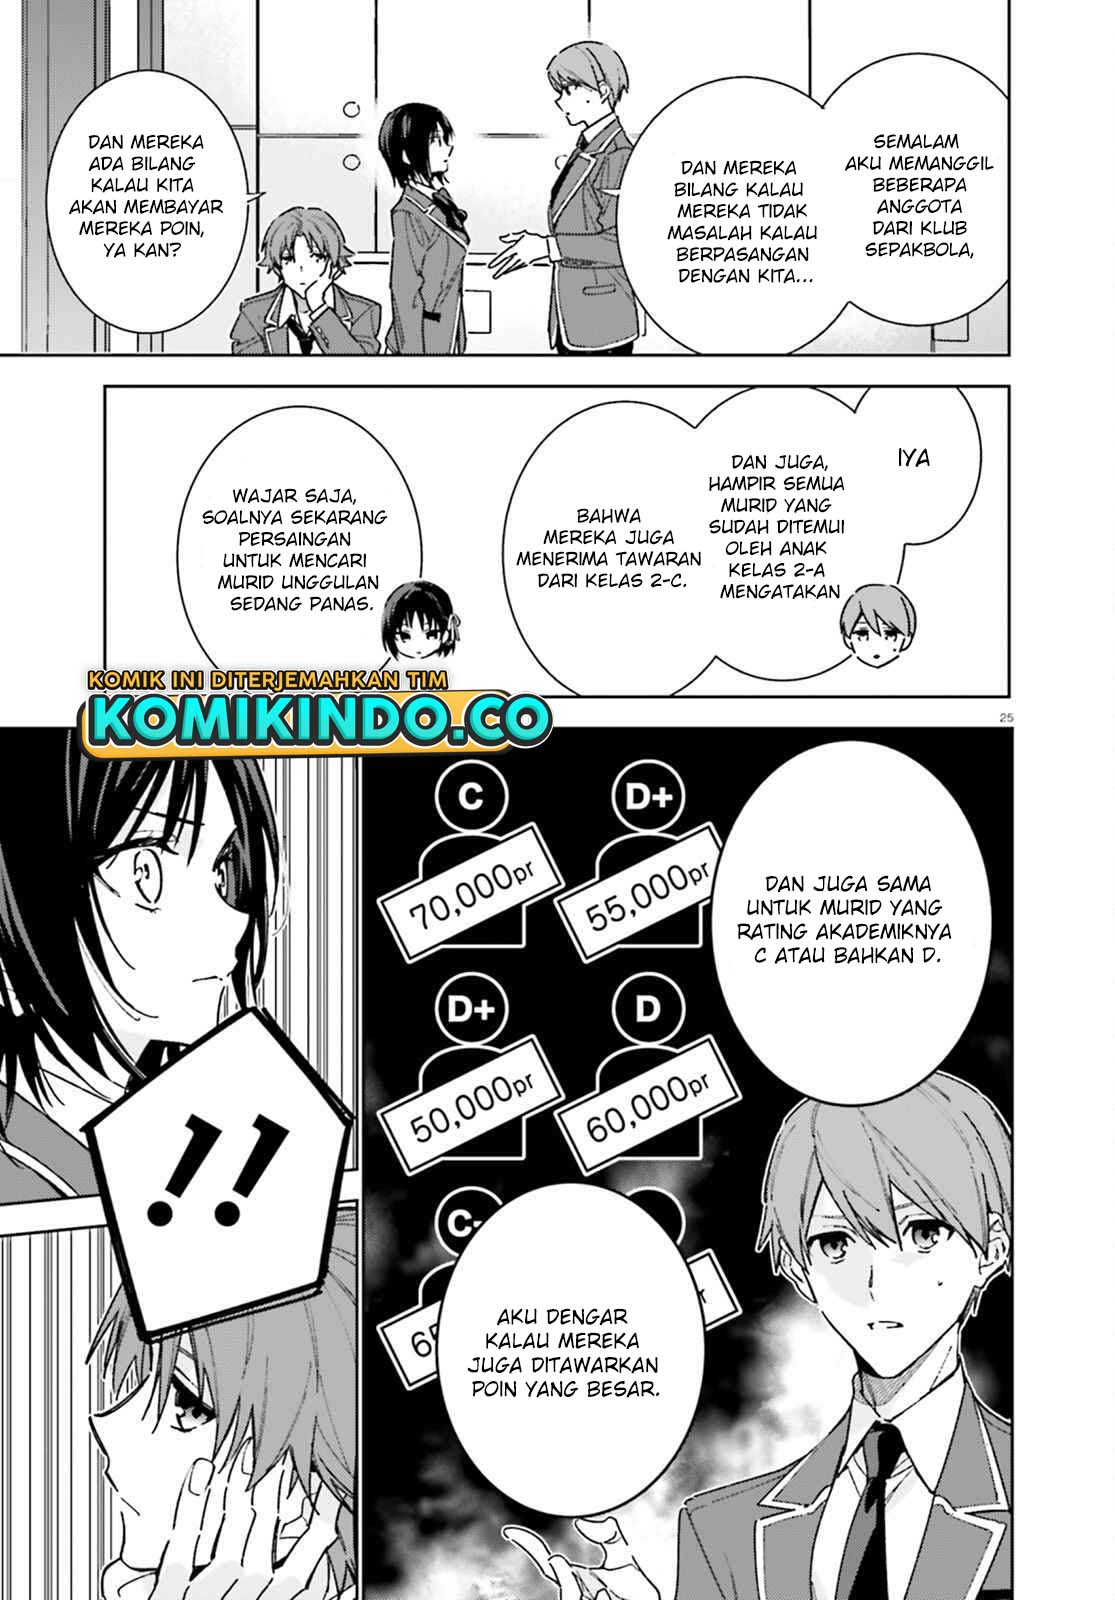 SEMALAM
AKU MEMANGGIL
BEBERAPA
ANGGOTA
DARI KLUB
SEPAKBOLA,
DAN MEREKA
BILANG KALAU
MEREKA TIDAK
MASALAH KALAU
BERPASANGAN
DENGAN KITA...
DAN MEREKA
ADA BILANG
KALAU KITA
AKAN MEMBAYAR
MEREKA POIN,
YA KAN?
IYA
DAN JUGA,
HAMPIR SEMUA
MURID YANG
SUDAH DITEMUI
OLEH ANAK
KELAS 2-A
MENGATAKAN
BAHWA
MEREKA JUGA
MENERIMA TAWARAN
DARI KELAS 2-C.
WAJAR SAJA,
SOALNYA SEKARANG
PERSAINGAN
UNTUK MENCARI
MURID UNGGULAN
SEDANG PANAS.
KOMIK INI DITERJEMAHKAN TIM
KOMIKINDO.CO
25
DAN JUGA SAMA
UNTUK MURID YANG
RATING AKADEMIKNYA
C ATAU BAHKAN D.
C
70,000pr
D+
55,000pr
D+
50,000pr
D
60,000pr
C-
AKU DENGAR
KALAU MEREKA
JUGA DITAWARKAN
POIN YANG BESAR.
!!